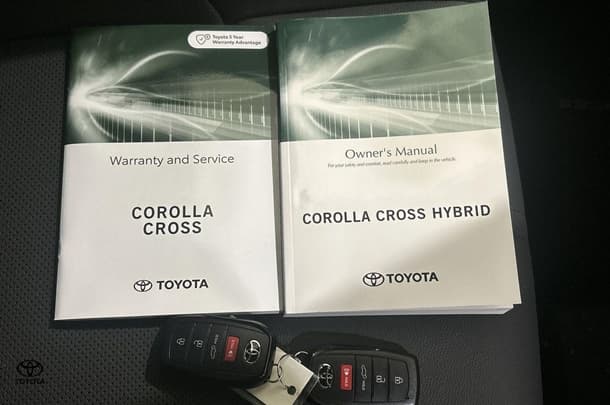 Toyota 5 Year
Warranty Advantage
Warranty and Service
COROLLA
CROSS
TOYOTA
Owner's Manual
For your safety and comfort, read carefully and keep in the vehicle.
COROLLA CROSS HYBRID
TOYOTA
TOYOTA